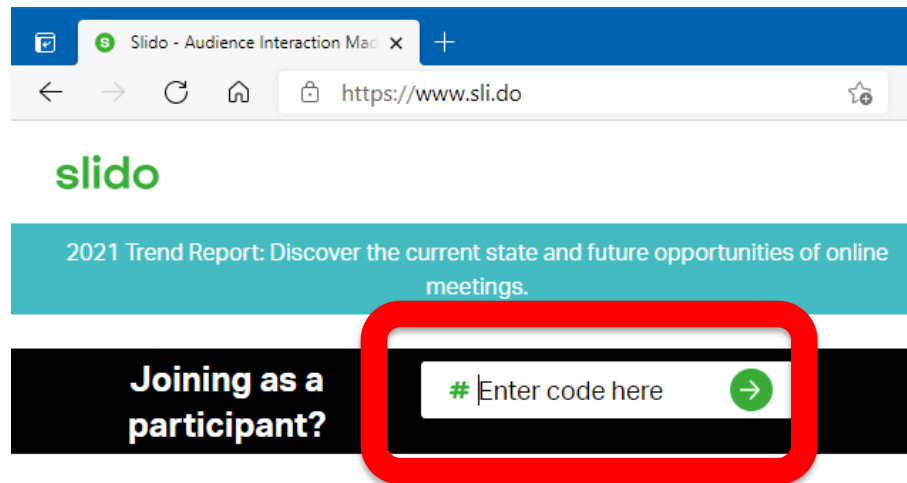 Slido - Audience Interaction Mac
https://www.sli.do
slido
2021 Trend Report: Discover the current state and future opportunities of online
meetings.
Joining as a
participant?
# Enter code here